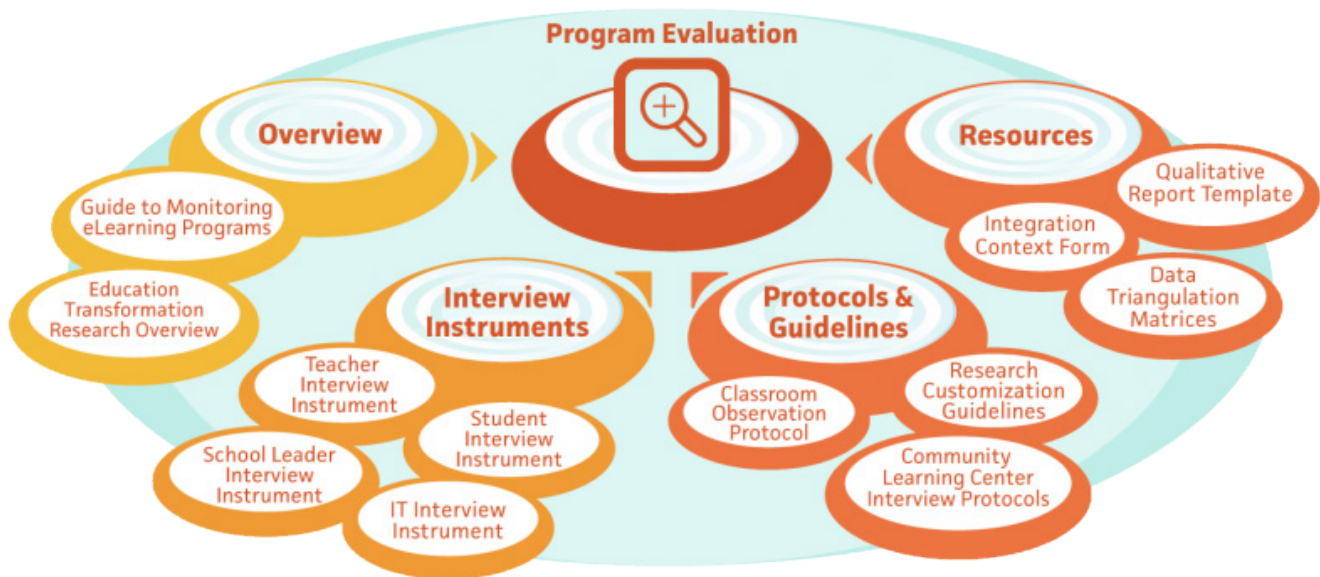 Program Evaluation
Overview
Guide to Monitoring
eLearning Programs
Education
Transformation
Research Overview
Interview
Instruments
Teacher
Interview
Instrument
Student
Interview
Instrument
School Leader
Interview
Instrument
IT Interview
Instrument
Protocols &
Guidelines
Classroom
Observation
Protocol
Research
Customization
Guidelines
Community
Learning Center
Interview Protocols
Resources
Qualitative
Report Template
Integration
Context Form
Data
Triangulation
Matrices